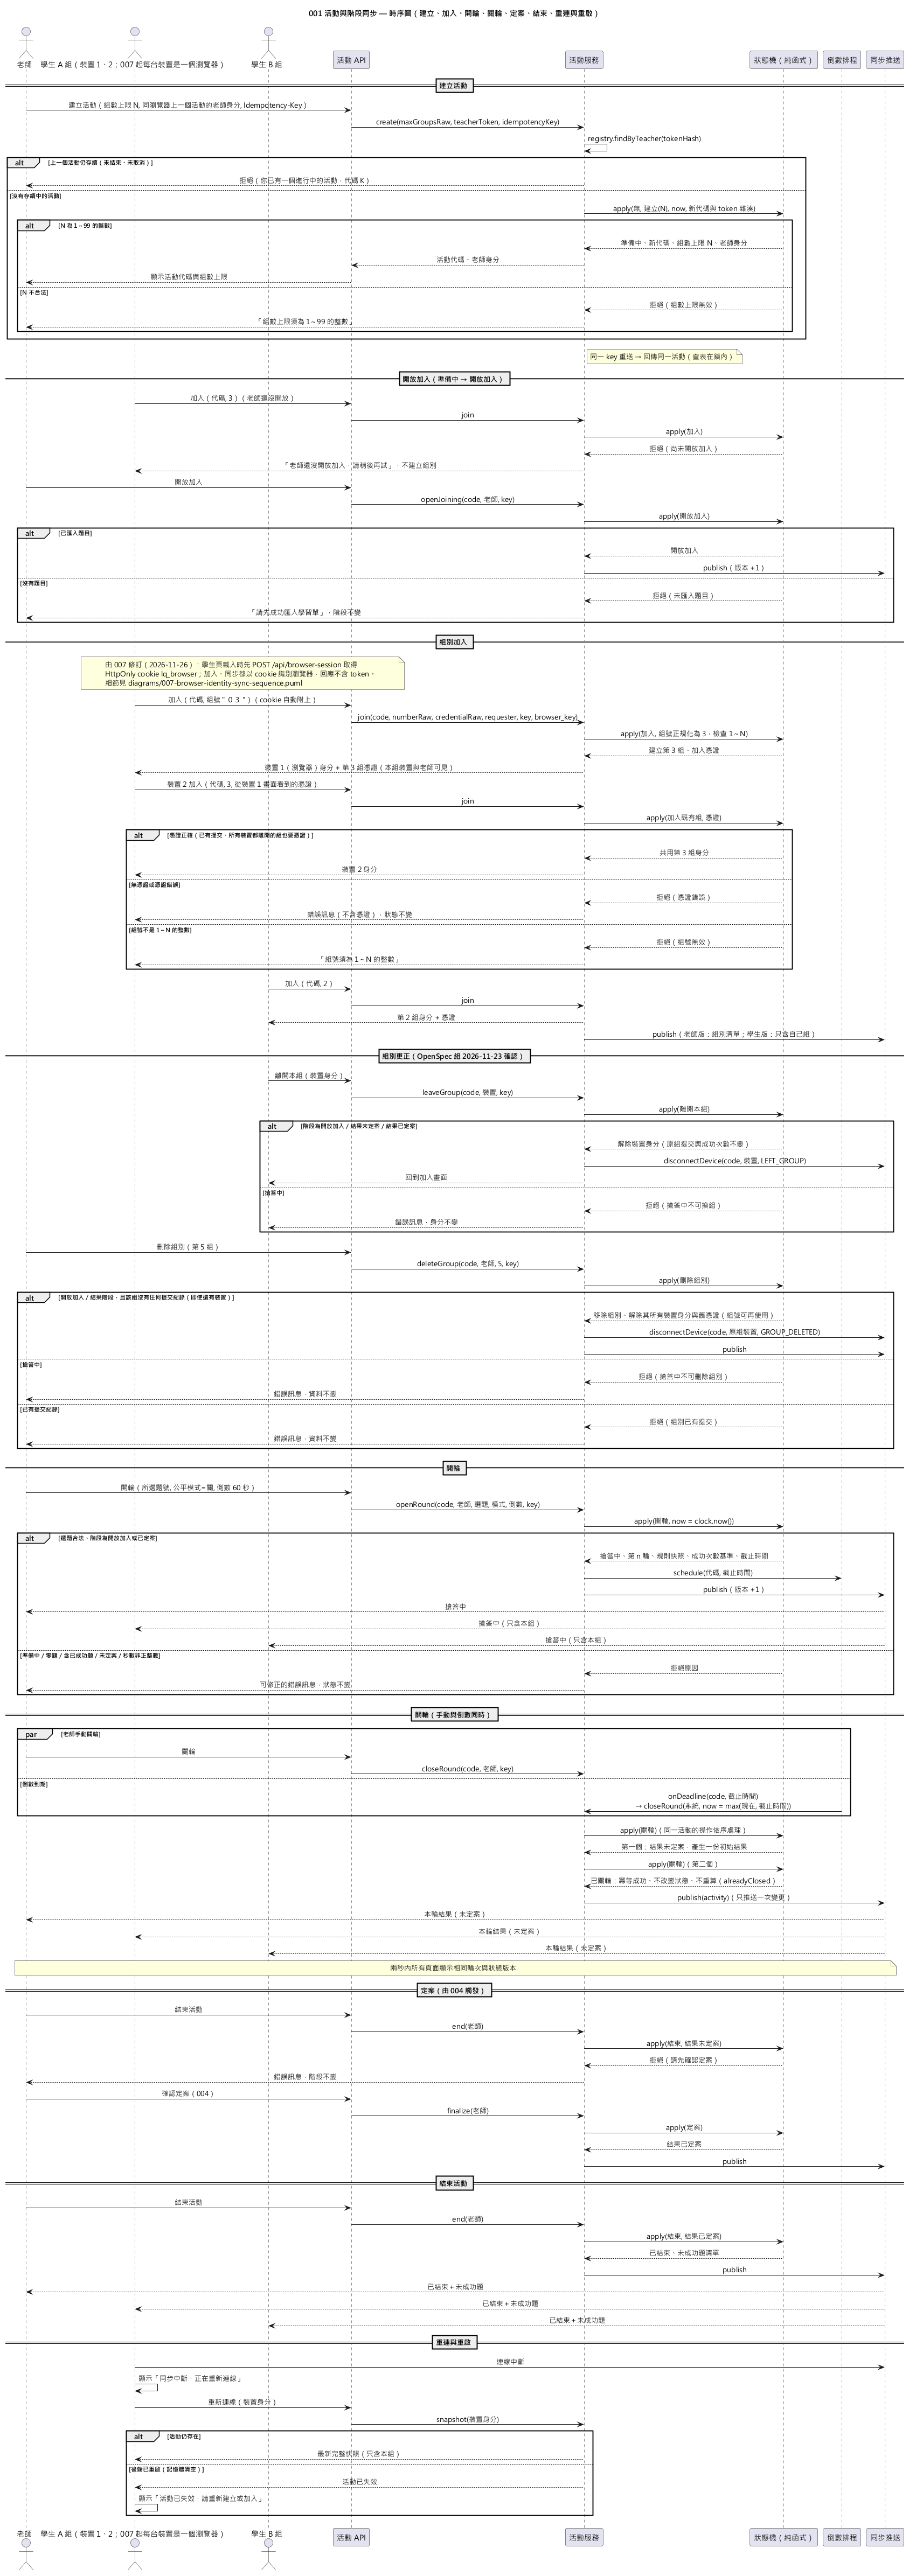 001 活動與階段同步 — 時序圖（建立、加入、開輪、關輪、定案、結束、重連與重啟）
老師
學生 A 組（裝置 1、2；007 起每台裝置是一個瀏覽器）
學生 B 組
活動 API
活動服務
狀態機（純函式）
倒數排程
同步推送
建立活動
建立活動（組數上限 N, 同瀏覽器上一個活動的老師身分, Idempotency-Key）
create(maxGroupsRaw, teacherToken, idempotencyKey)
registry.findByTeacher(tokenHash)
alt [上一個活動仍存續（未結束、未取消）]
拒絕（你已有一個進行中的活動，代碼 K）
[沒有存續中的活動]
apply(無, 建立(N), now, 新代碼與 token 雜湊)
alt [N 為 1～99 的整數]
準備中、新代碼、組數上限 N、老師身分
活動代碼、老師身分
顯示活動代碼與組數上限
[N 不合法]
拒絕（組數上限無效）
「組數上限須為 1～99 的整數」
同一 key 重送 → 回傳同一活動（查表在鎖內）
開放加入（準備中 → 開放加入）
加入（代碼, 3）（老師還沒開放）
join
apply(加入)
拒絕（尚未開放加入）
「老師還沒開放加入，請稍後再試」，不建立組別
開放加入
openJoining(code, 老師, key)
apply(開放加入)
alt [已匯入題目]
開放加入
publish（版本 +1）
[沒有題目]
拒絕（未匯入題目）
「請先成功匯入學習單」，階段不變
組別加入
由 007 修訂（2026-11-26）：學生頁載入時先 POST /api/browser-session 取得
HttpOnly cookie lq_browser；加入、同步都以 cookie 識別瀏覽器，回應不含 token。
細節見 diagrams/007-browser-identity-sync-sequence.puml
加入（代碼, 組號 " ０３ "）（cookie 自動附上）
join(code, numberRaw, credentialRaw, requester, key, browser_key)
apply(加入, 組號正規化為 3，檢查 1～N)
建立第 3 組、加入憑證
裝置 1（瀏覽器）身分 + 第 3 組憑證（本組裝置與老師可見）
裝置 2 加入（代碼, 3, 從裝置 1 畫面看到的憑證）
join
apply(加入既有組, 憑證)
alt [憑證正確（已有提交、所有裝置都離開的組也要憑證）]
共用第 3 組身分
裝置 2 身分
[無憑證或憑證錯誤]
拒絕（憑證錯誤）
錯誤訊息（不含憑證），狀態不變
[組號不是 1～N 的整數]
拒絕（組號無效）
「組號須為 1～N 的整數」
加入（代碼, 2）
join
第 2 組身分 + 憑證
publish（老師版：組別清單；學生版：只含自己組）
組別更正（OpenSpec 組 2026-11-23 確認）
離開本組（裝置身分）
leaveGroup(code, 裝置, key)
apply(離開本組)
alt [階段為開放加入 / 結果未定案 / 結果已定案]
解除裝置身分（原組提交與成功次數不變）
disconnectDevice(code, 裝置, LEFT_GROUP)
回到加入畫面
[搶答中]
拒絕（搶答中不可換組）
錯誤訊息，身分不變
刪除組別（第 5 組）
deleteGroup(code, 老師, 5, key)
apply(刪除組別)
alt [開放加入 / 結果階段，且該組沒有任何提交紀錄（即使還有裝置）]
移除組別、解除其所有裝置身分與舊憑證（組號可再使用）
disconnectDevice(code, 原組裝置, GROUP_DELETED)
publish
[搶答中]
拒絕（搶答中不可刪除組別）
錯誤訊息，資料不變
[已有提交紀錄]
拒絕（組別已有提交）
錯誤訊息，資料不變
開輪
開輪（所選題號, 公平模式=關, 倒數 60 秒）
openRound(code, 老師, 選題, 模式, 倒數, key)
apply(開輪, now = clock.now())
alt [選題合法、階段為開放加入或已定案]
搶答中、第 n 輪、規則快照、成功次數基準、截止時間
schedule(代碼, 截止時間)
publish（版本 +1）
搶答中
搶答中（只含本組）
搶答中（只含本組）
[準備中 / 零題 / 含已成功題 / 未定案 / 秒數非正整數]
拒絕原因
可修正的錯誤訊息，狀態不變
關輪（手動與倒數同時）
par [老師手動關輪]
關輪
closeRound(code, 老師, key)
[倒數到期]
onDeadline(code, 截止時間)
→ closeRound(系統, now = max(現在, 截止時間))
apply(關輪)（同一活動的操作依序處理）
第一個：結果未定案，產生一份初始結果
apply(關輪)（第二個）
已關輪：冪等成功、不改變狀態、不重算（alreadyClosed）
publish(activity)（只推送一次變更）
本輪結果（未定案）
本輪結果（未定案）
本輪結果（未定案）
兩秒內所有頁面顯示相同輪次與狀態版本
定案（由 004 觸發）
結束活動
end(老師)
apply(結束, 結果未定案)
拒絕（請先確認定案）
錯誤訊息，階段不變
確認定案（004）
finalize(老師)
apply(定案)
結果已定案
publish
結束活動
結束活動
end(老師)
apply(結束, 結果已定案)
已結束、未成功題清單
publish
已結束 + 未成功題
已結束 + 未成功題
已結束 + 未成功題
重連與重啟
連線中斷
顯示「同步中斷，正在重新連線」
重新連線（裝置身分）
snapshot(裝置身分)
alt [活動仍存在]
最新完整快照（只含本組）
[後端已重啟（記憶體清空）]
活動已失效
顯示「活動已失效，請重新建立或加入」
老師
學生 A 組（裝置 1、2；007 起每台裝置是一個瀏覽器）
學生 B 組
活動 API
活動服務
狀態機（純函式）
倒數排程
同步推送